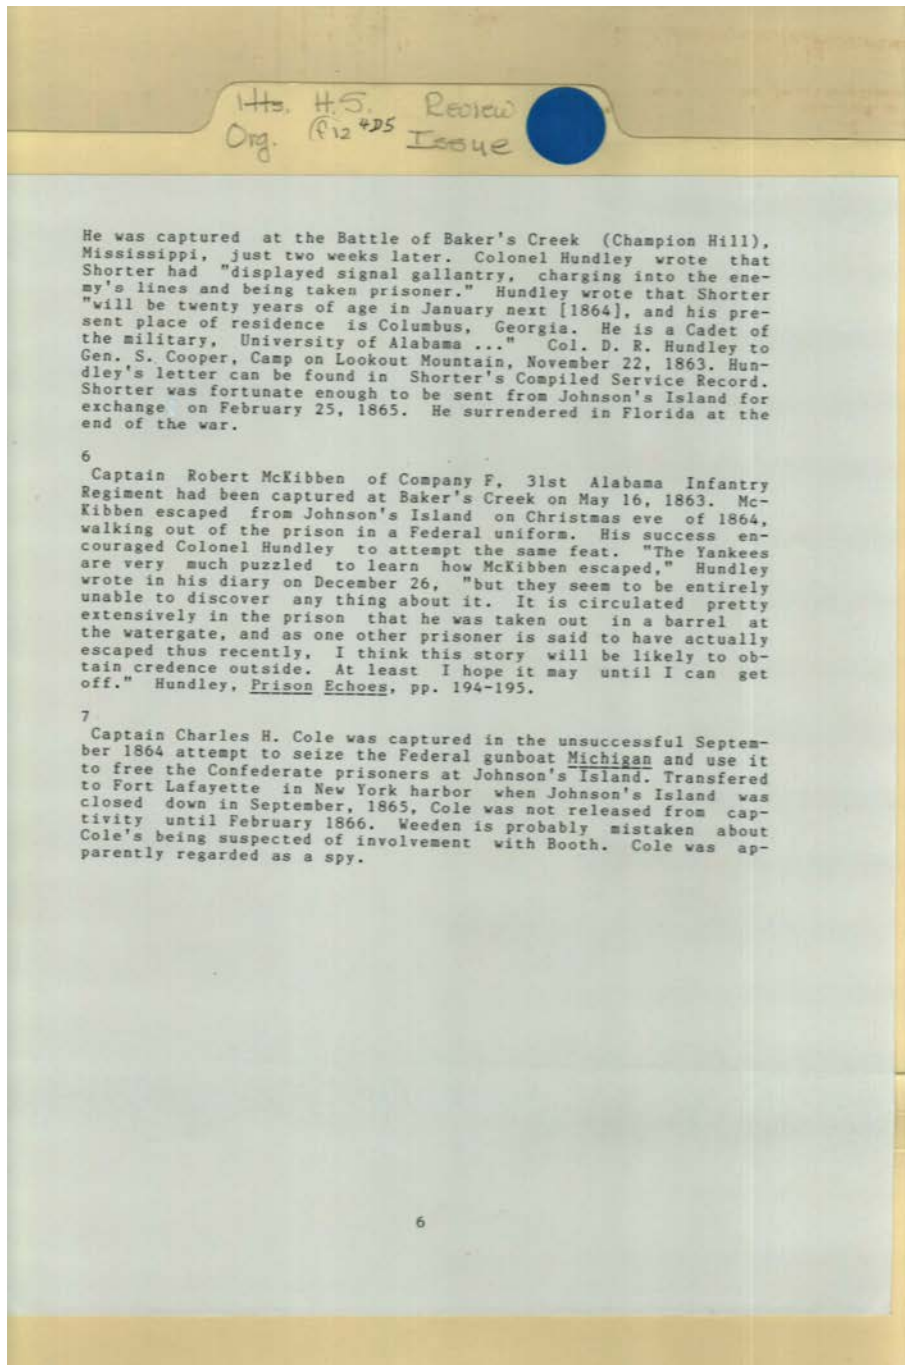 Hts. H.S. Review
Org. f12 4D5 Issue
He was captured at the Battle of Baker's Creek (Champion Hill),
Mississippi, just two weeks later. Colonel Hundley wrote that
Shorter had "displayed signal gallantry, charging into the ene-
my's lines and being taken prisoner." Hundley wrote that Shorter
"will be twenty years of age in January next [1864], and his pre-
sent place of residence is Columbus, Georgia. He is a Cadet of
the military, University of Alabama ..." Col. D. R. Hundley to
Gen. S. Cooper, Camp on Lookout Mountain, November 22, 1863. Hun-
dley's letter can be found in Shorter's Compiled Service Record.
Shorter was fortunate enough to be sent from Johnson's Island for
exchange on February 25, 1865. He surrendered in Florida at the
end of the war.
6
Captain Robert McKibben of Company F, 31st Alabama Infantry
Regiment had been captured at Baker's Creek on May 16, 1863. Mc-
Kibben escaped from Johnson's Island on Christmas eve of 1864,
walking out of the prison in a Federal uniform. His success en-
couraged Colonel Hundley to attempt the same feat. "The Yankees
are very much puzzled to learn how McKibben escaped," Hundley
wrote in his diary on December 26, "but they seem to be entirely
unable to discover any thing about it. It is circulated pretty
extensively in the prison that he was taken out in a barrel at
the watergate, and as one other prisoner is said to have actually
escaped thus recently, I think this story will be likely to ob-
tain credence outside. At least I hope it may until I can get
off." Hundley, Prison Echoes, pp. 194-195.
7
Captain Charles H. Cole was captured in the unsuccessful Septem-
ber 1864 attempt to seize the Federal gunboat Michigan and use it
to free the Confederate prisoners at Johnson's Island. Transfered
to Fort Lafayette in New York harbor when Johnson's Island was
closed down in September, 1865, Cole was not released from cap-
tivity until February 1866. Weeden is probably mistaken about
Cole's being suspected of involvement with Booth. Cole was ap-
parently regarded as a spy.
6